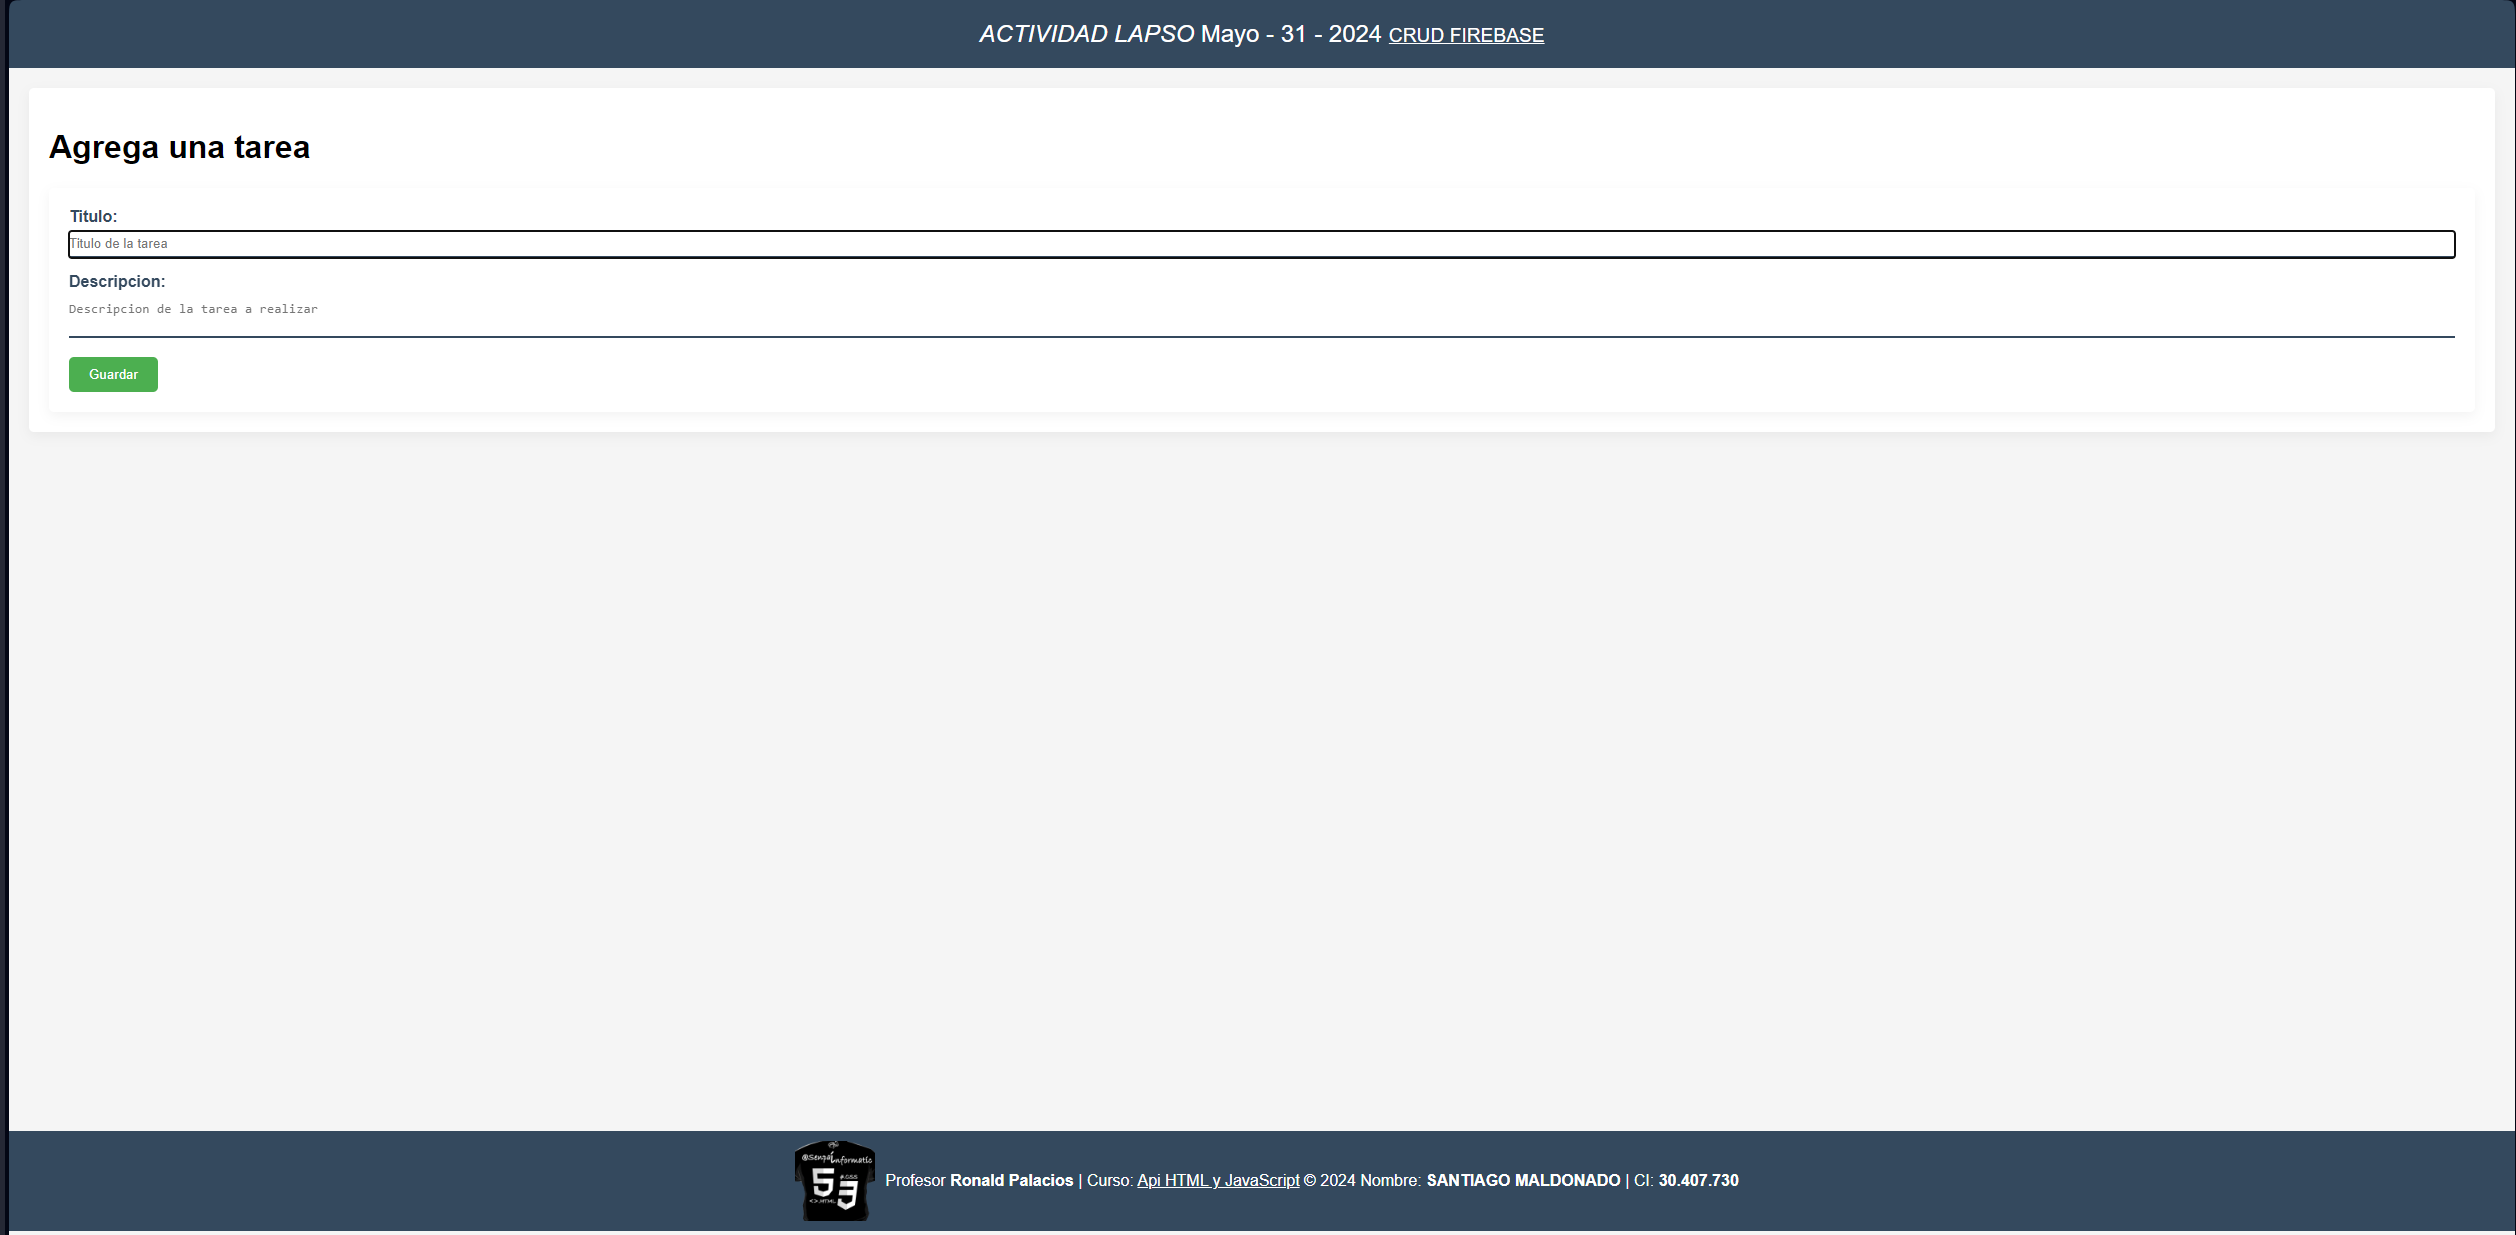 ACTIVIDAD LAPSO Mayo - 31 - 2024 CRUD FIREBASE
Agrega una tarea
Titulo:
Titulo de la tarea
Descripcion:
Descripcion de la tarea a realizar
Guardar
@Senpai informatic
5 3
#.CSS
<>.HTML
Profesor Ronald Palacios | Curso: Api HTML y JavaScript © 2024 Nombre: SANTIAGO MALDONADO | CI: 30.407.730